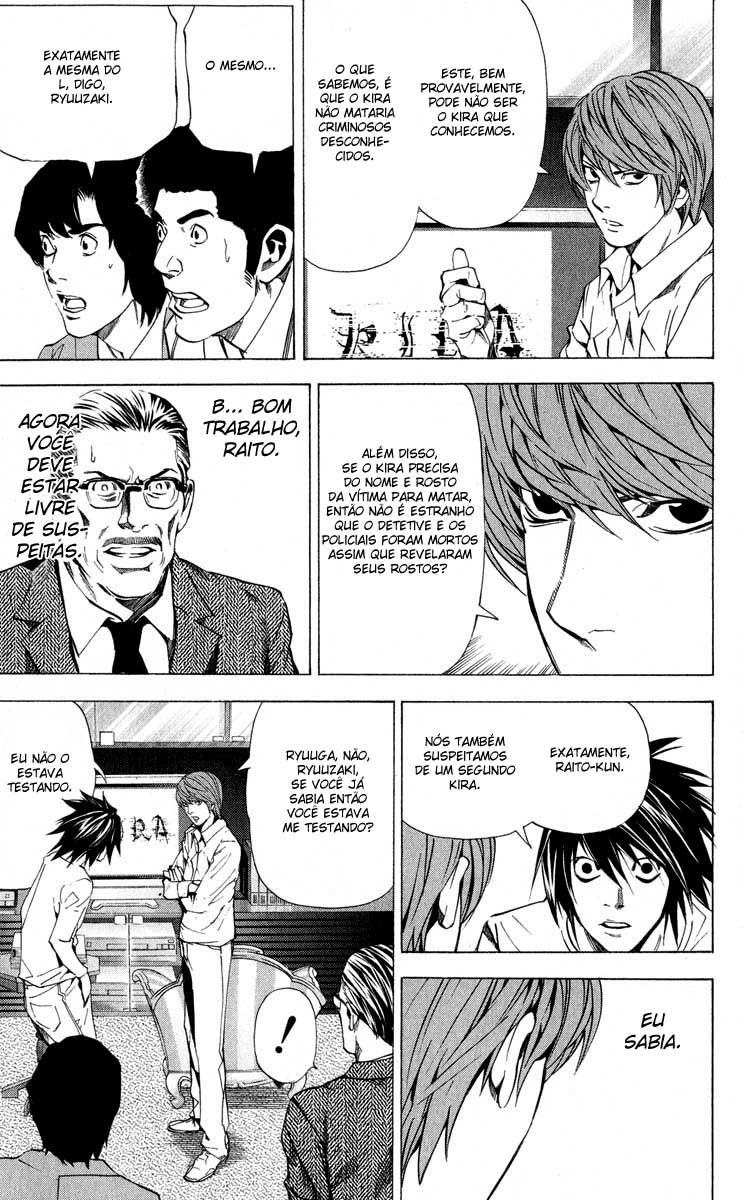 ESTE, BEM
PROVAVELMENTE,
PODE NÃO SER
O KIRA QUE
CONHECEMOS.
O QUE
SABEMOS, É
QUE O KIRA
NÃO MATARIA
CRIMINOSOS
DESCONHE-
CIDOS.
KIRA
O MESMO...
EXATAMENTE
A MESMA DO
L, DIGO,
RYUUZAKI.
ALÉM DISSO,
SE O KIRA PRECISA
DO NOME E ROSTO
DA VÍTIMA PARA MATAR,
ENTÃO NÃO É ESTRANHO
QUE O DETETIVE E OS
POLICIAIS FORAM MORTOS
ASSIM QUE REVELARAM
SEUS ROSTOS?
B... BOM
TRABALHO,
RAITO.
AGORA
VOCÊ
DEVE
ESTAR
LIVRE
DE SUS-
PEITAS.
EXATAMENTE,
RAITO-KUN.
NÓS TAMBÉM
SUSPEITAMOS
DE UM SEGUNDO
KIRA.
EU
SABIA.
RYUUGA, NÃO,
RYUUZAKI,
SE VOCÊ JÁ
SABIA ENTÃO
VOCÊ ESTAVA
ME TESTANDO?
EU NÃO O
ESTAVA
TESTANDO.
IRA
!